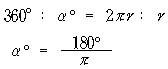 360° : α° = 2πr : r
α° = 180° / π